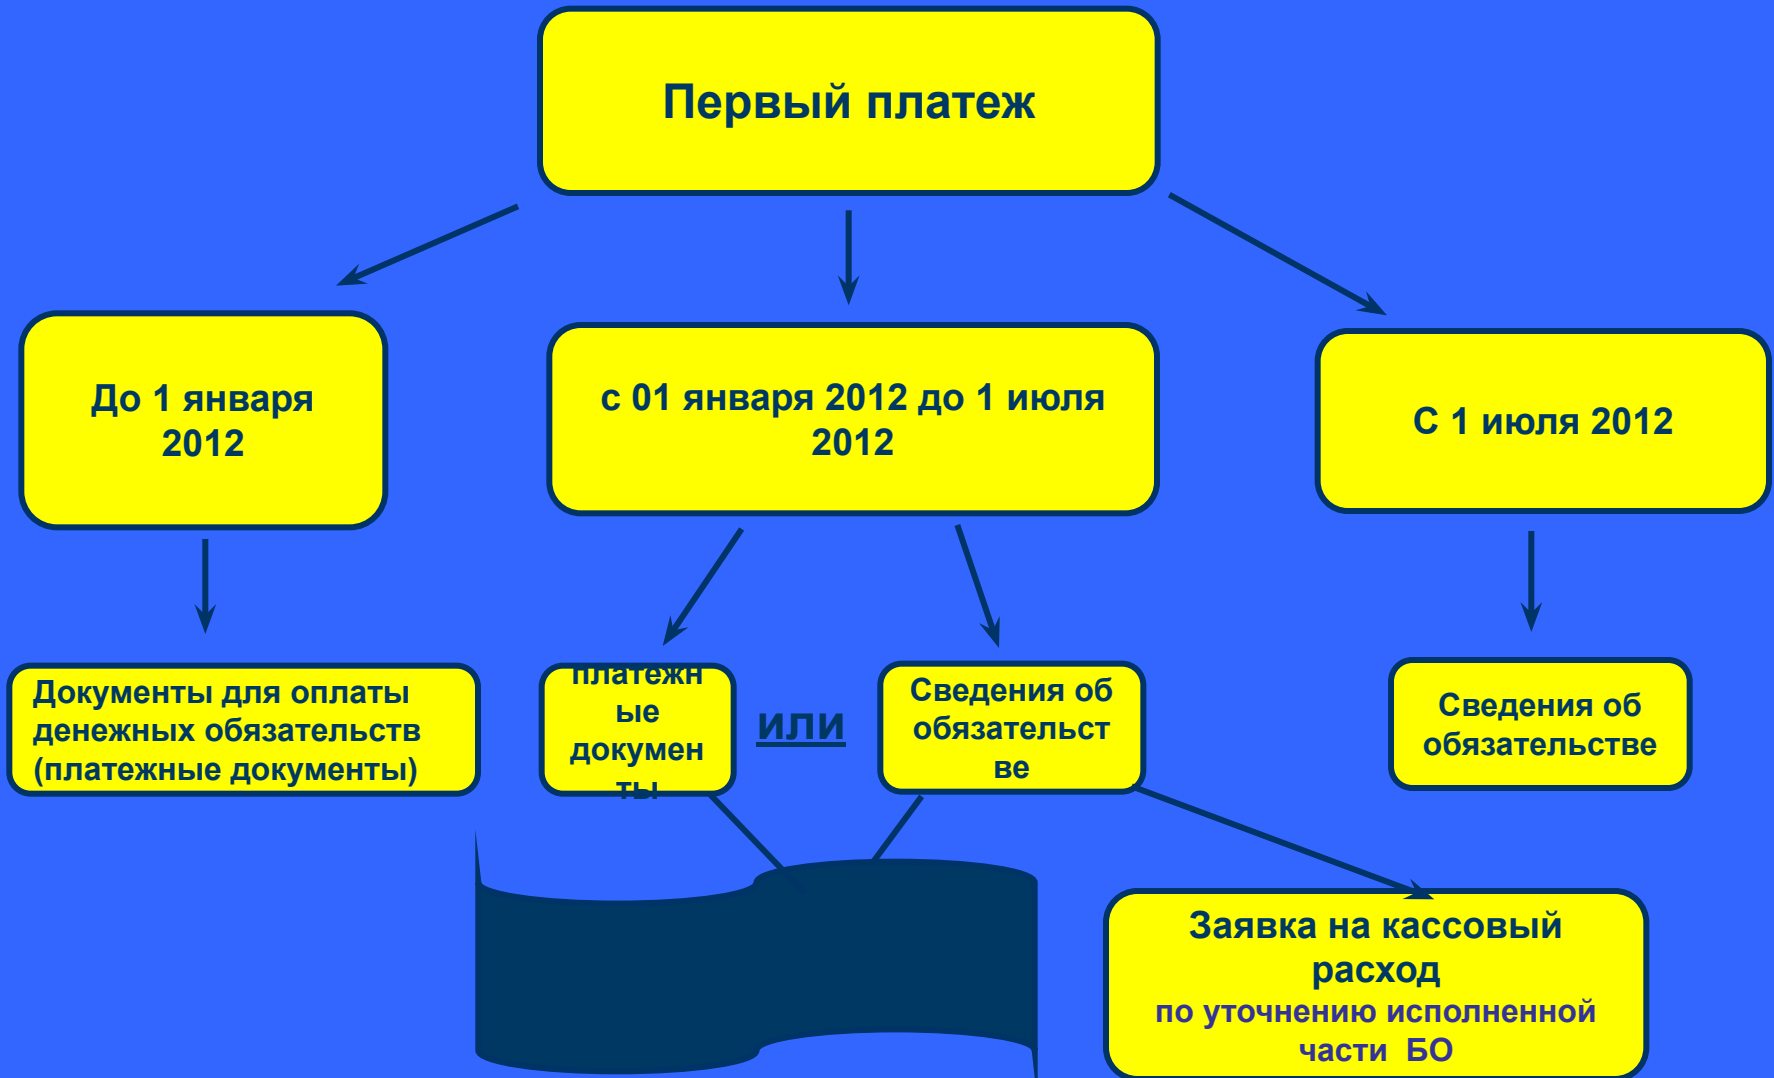 Первый платеж
До 1 января
2012
с 01 января 2012 до 1 июля
2012
С 1 июля 2012
Документы для оплаты
денежных обязательств
(платежные документы)
платежн
ые
докумен
ты
или
Сведения об
обязательст
ве
Сведения об
обязательстве
Заявка на кассовый
расход
по уточнению исполненной
части БО